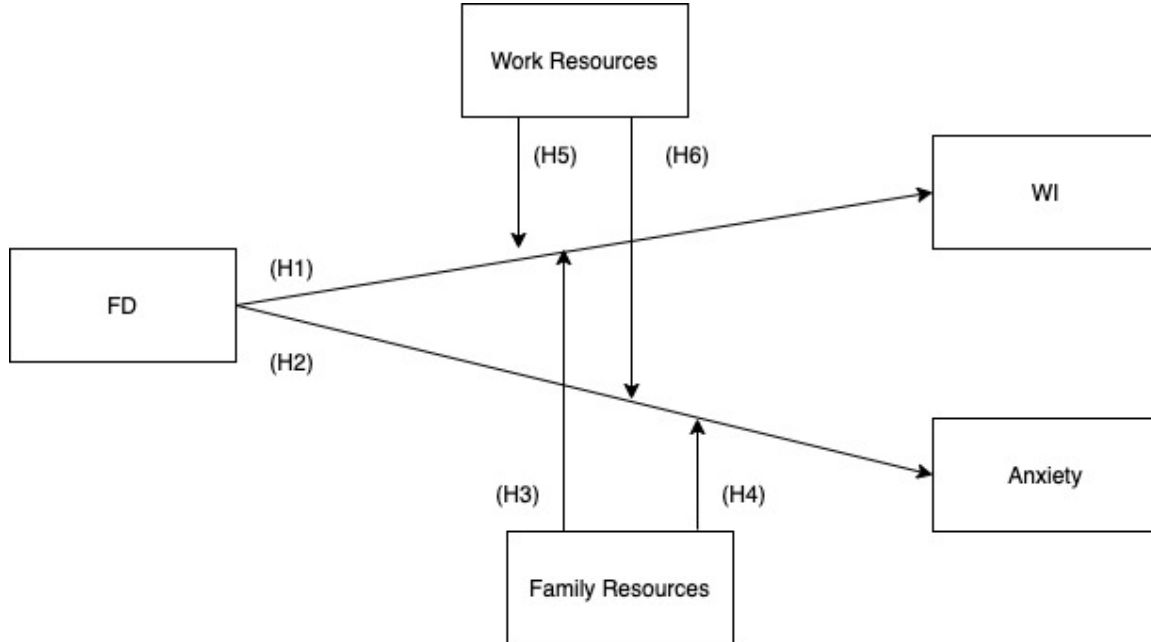 Work Resources
(H5)
(H6)
WI
(H1)
FD
(H2)
Anxiety
(H3)
(H4)
Family Resources